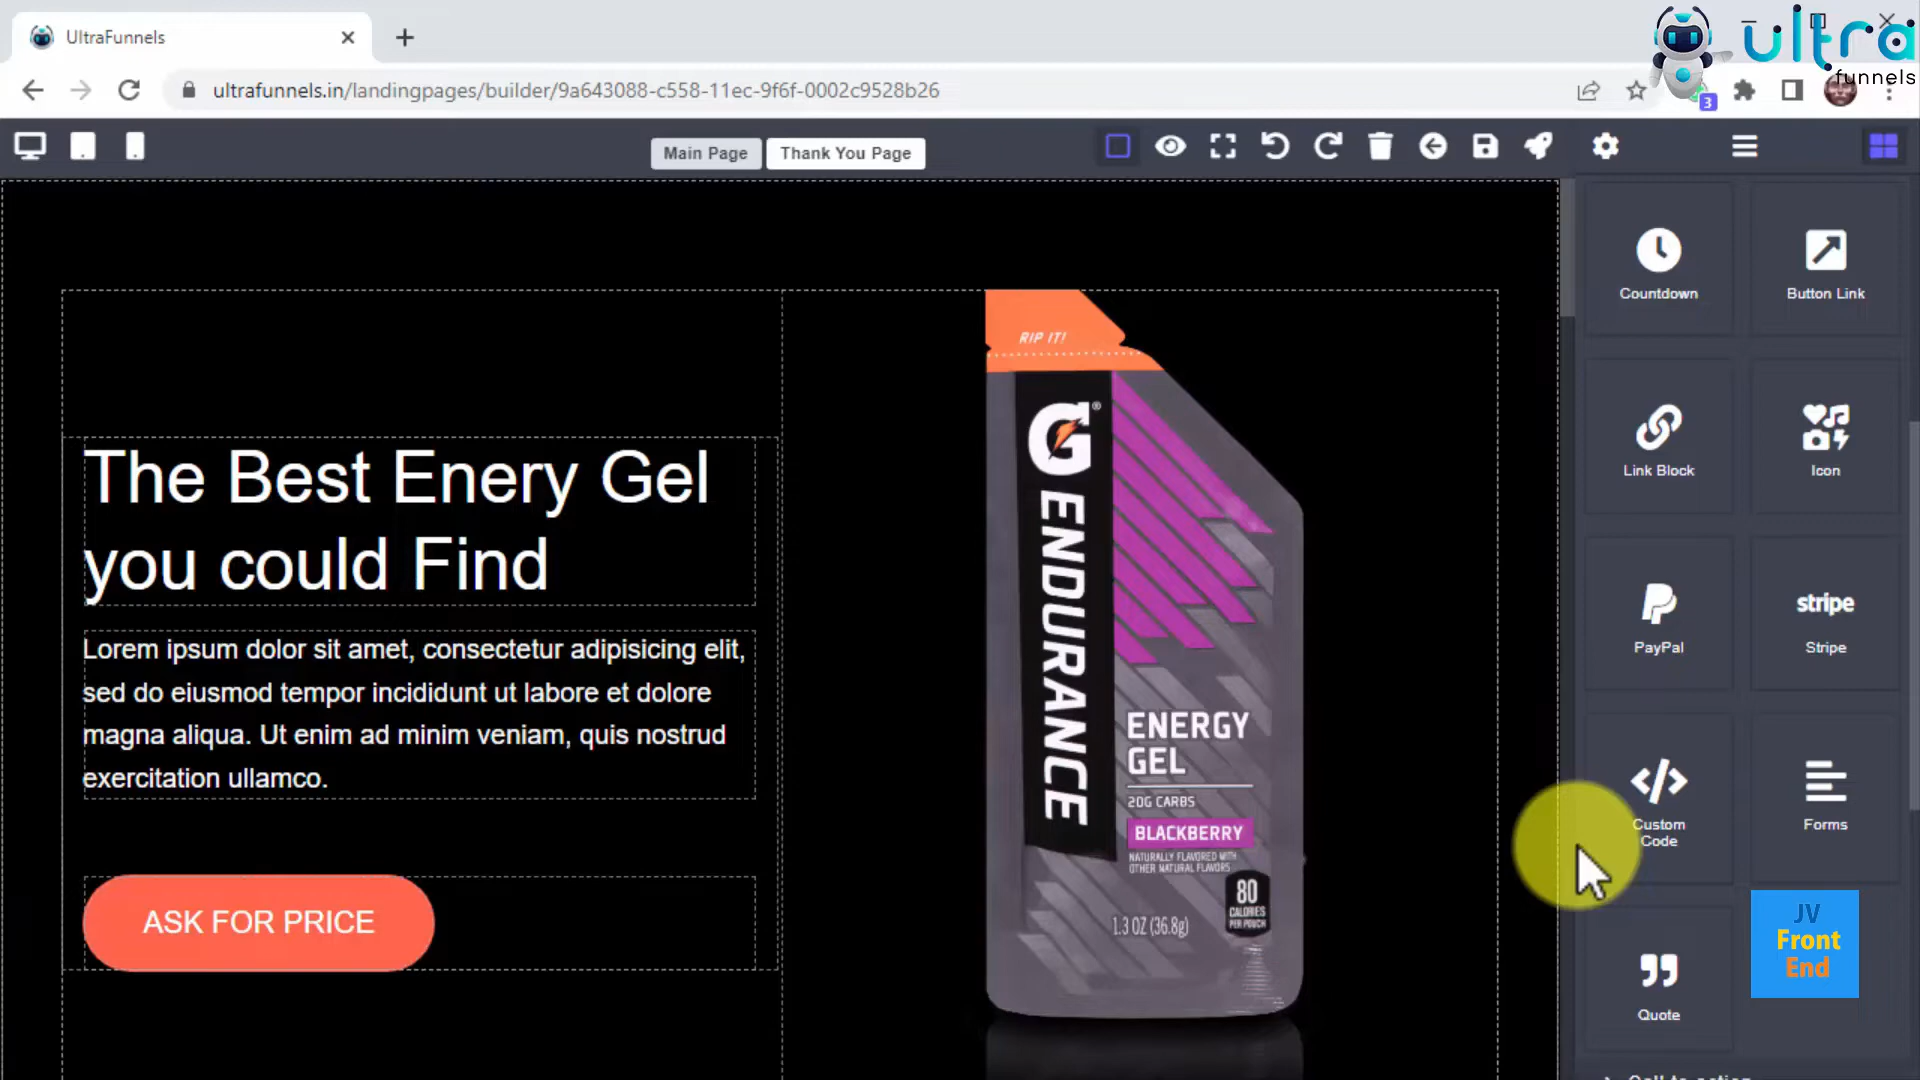 UltraFunnels
ultra
funnels
ultrafunnels.in/landingpages/builder/9a643088-c558-11ec-9f6f-0002c9528b26
3
Main Page
Thank You Page
Countdown
Button Link
Link Block
Icon
PayPal
stripe
Stripe
Custom
Code
Forms
Quote
The Best Enery Gel
you could Find
Lorem ipsum dolor sit amet, consectetur adipisicing elit,
sed do eiusmod tempor incididunt ut labore et dolore
magna aliqua. Ut enim ad minim veniam, quis nostrud
exercitation ullamco.
ASK FOR PRICE
RIP IT!
G ®
ENDURANCE
ENERGY
GEL
20G CARBS
BLACKBERRY
NATURALLY FLAVORED WITH
OTHER NATURAL FLAVORS
80
CALORIES
PER POUCH
1.3 OZ (36.8g)
JV
Front
End